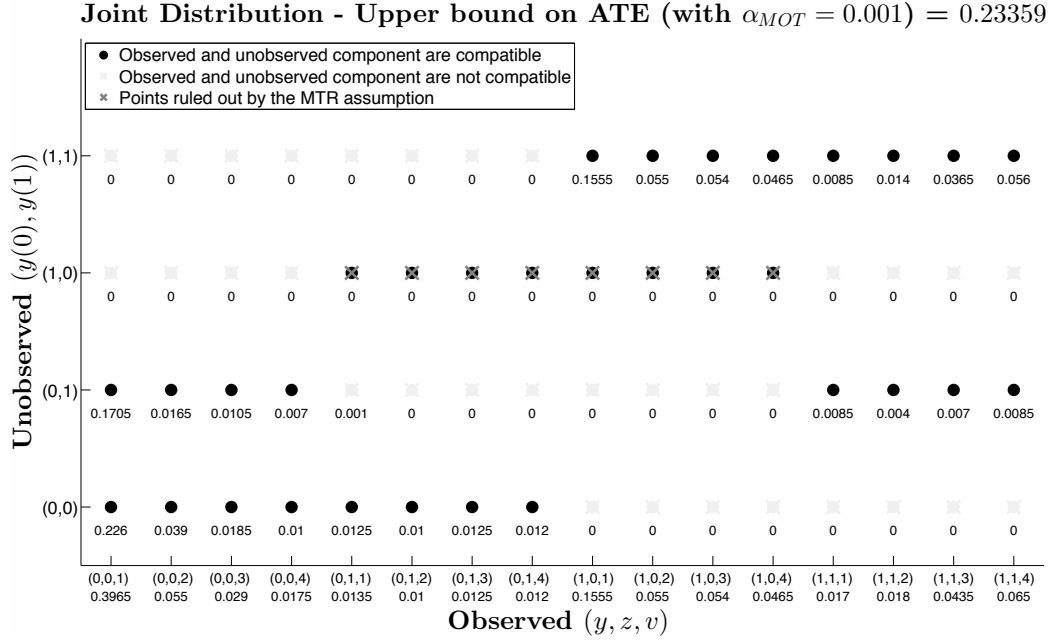 Joint Distribution - Upper bound on ATE (with α_MOT = 0.001) = 0.23359
Observed and unobserved component are compatible
Observed and unobserved component are not compatible
Points ruled out by the MTR assumption
Unobserved (y(0), y(1))
(1,1)
0 0 0 0 0 0 0 0 0.1555 0.055 0.054 0.0465 0.0085 0.014 0.0365 0.056
(1,0)
0 0 0 0 0 0 0 0 0 0 0 0 0 0 0 0
(0,1)
0.1705 0.0165 0.0105 0.007 0.001 0 0 0 0 0 0 0 0.0085 0.004 0.007 0.0085
(0,0)
0.226 0.039 0.0185 0.01 0.0125 0.01 0.0125 0.012 0 0 0 0 0 0 0 0
(0,0,1) (0,0,2) (0,0,3) (0,0,4) (0,1,1) (0,1,2) (0,1,3) (0,1,4) (1,0,1) (1,0,2) (1,0,3) (1,0,4) (1,1,1) (1,1,2) (1,1,3) (1,1,4)
0.3965 0.055 0.029 0.0175 0.0135 0.01 0.0125 0.012 0.1555 0.055 0.054 0.0465 0.017 0.018 0.0435 0.065
Observed (y, z, v)